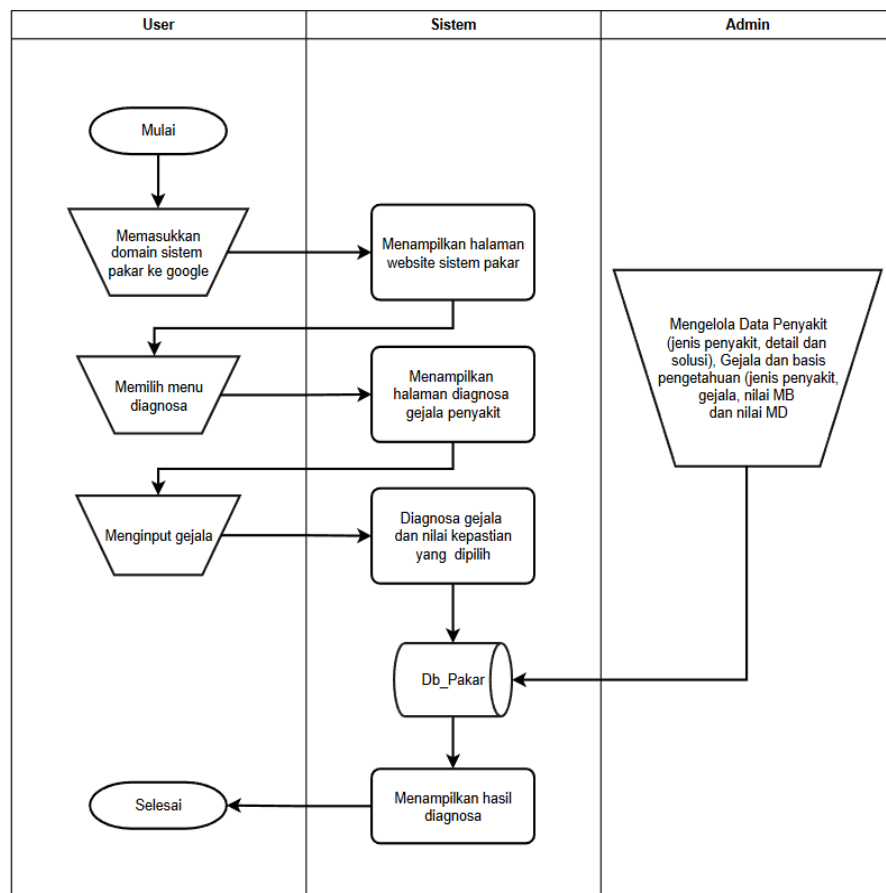 User
Sistem
Admin
Mulai
Memasukkan
domain sistem
pakar ke google
Menampilkan halaman
website sistem pakar
Memilih menu
diagnosa
Menampilkan
halaman diagnosa
gejala penyakit
Mengelola Data Penyakit
(jenis penyakit, detail dan
solusi), Gejala dan basis
pengetahuan (jenis penyakit,
gejala, nilai MB
dan nilai MD
Menginput gejala
Diagnosa gejala
dan nilai kepastian
yang dipilih
Db_Pakar
Selesai
Menampilkan hasil
diagnosa